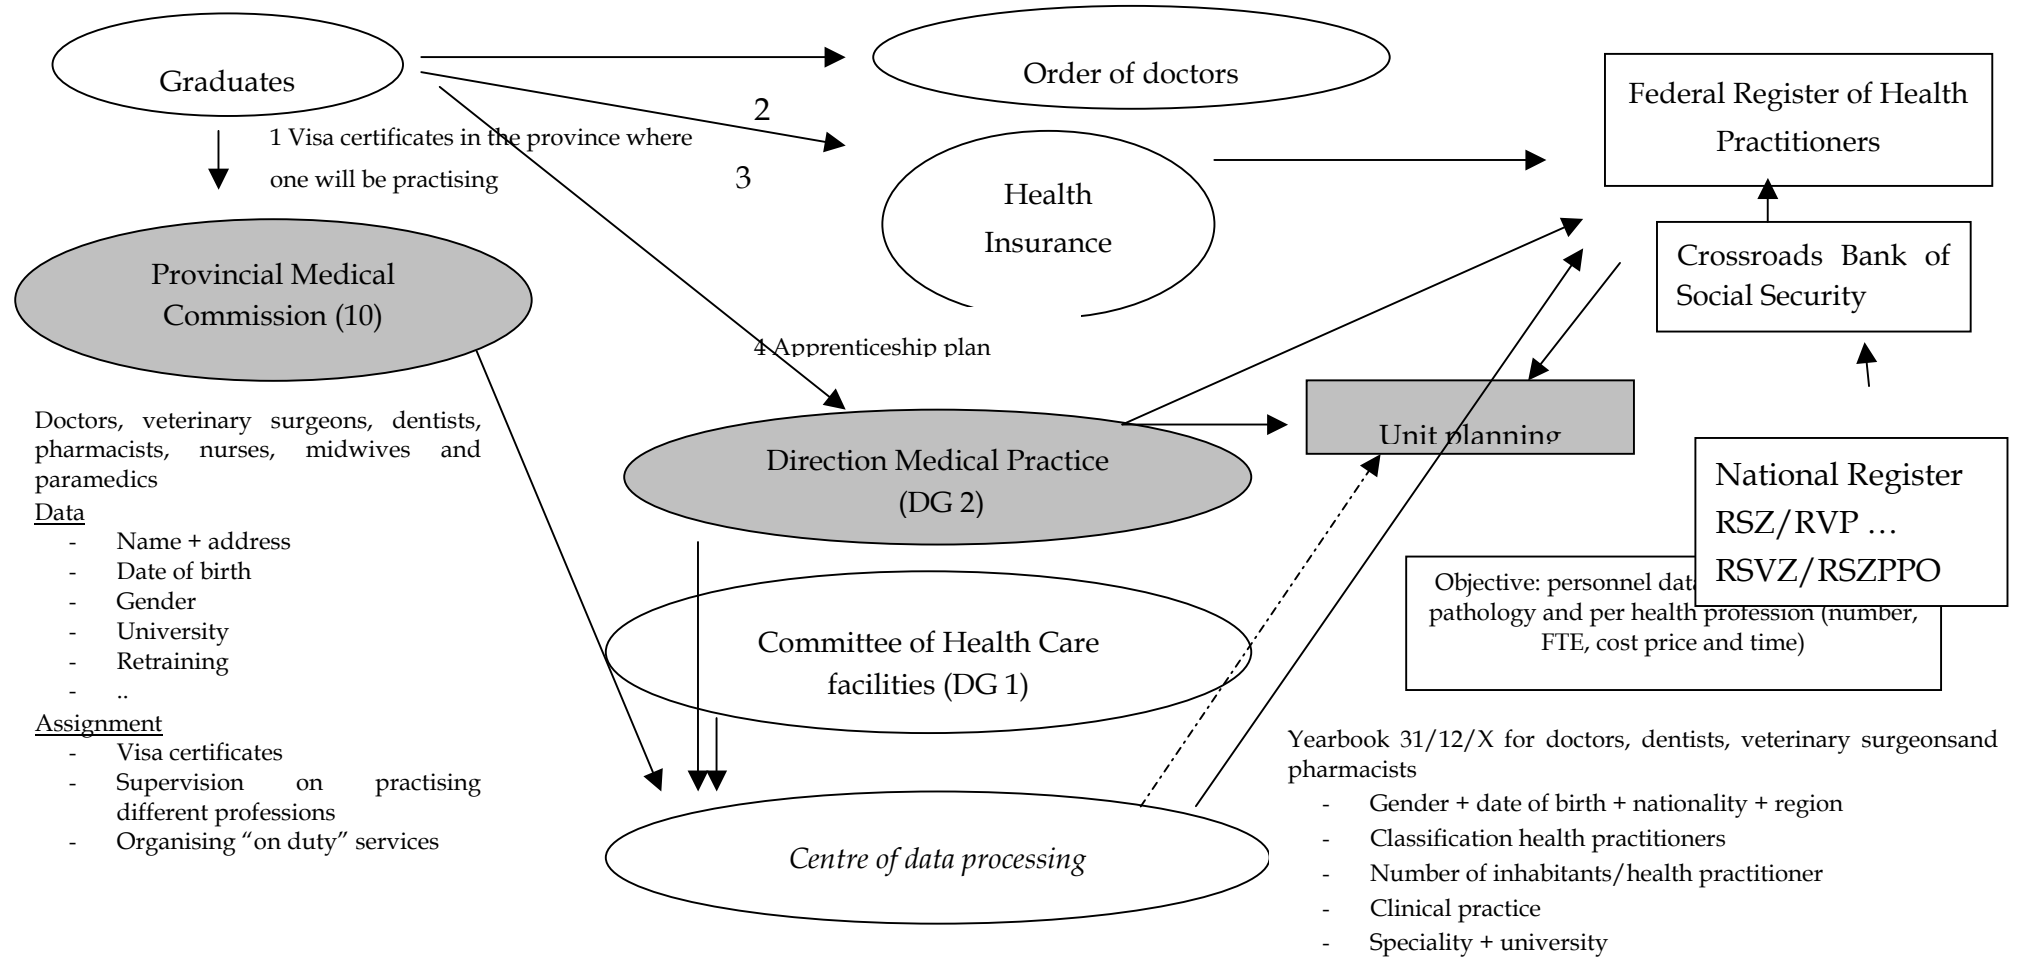 Graduates
Order of doctors
Federal Register of Health
Practitioners
2
1 Visa certificates in the province where
one will be practising
3
Health
Insurance
Crossroads Bank of
Social Security
Provincial Medical
Commission (10)
4 Apprenticeship plan
Doctors, veterinary surgeons, dentists,
pharmacists, nurses, midwives and
paramedics
Data
- Name + address
- Date of birth
- Gender
- University
- Retraining
- ..
Assignment
- Visa certificates
- Supervision on practising
different professions
- Organising “on duty” services
Direction Medical Practice
(DG 2)
Unit planning
National Register
RSZ/RVP …
RSVZ/RSZPPO
Objective: personnel data
pathology and per health profession (number,
FTE, cost price and time)
Committee of Health Care
facilities (DG 1)
Centre of data processing
Yearbook 31/12/X for doctors, dentists, veterinary surgeonsand
pharmacists
- Gender + date of birth + nationality + region
- Classification health practitioners
- Number of inhabitants/health practitioner
- Clinical practice
- Speciality + university